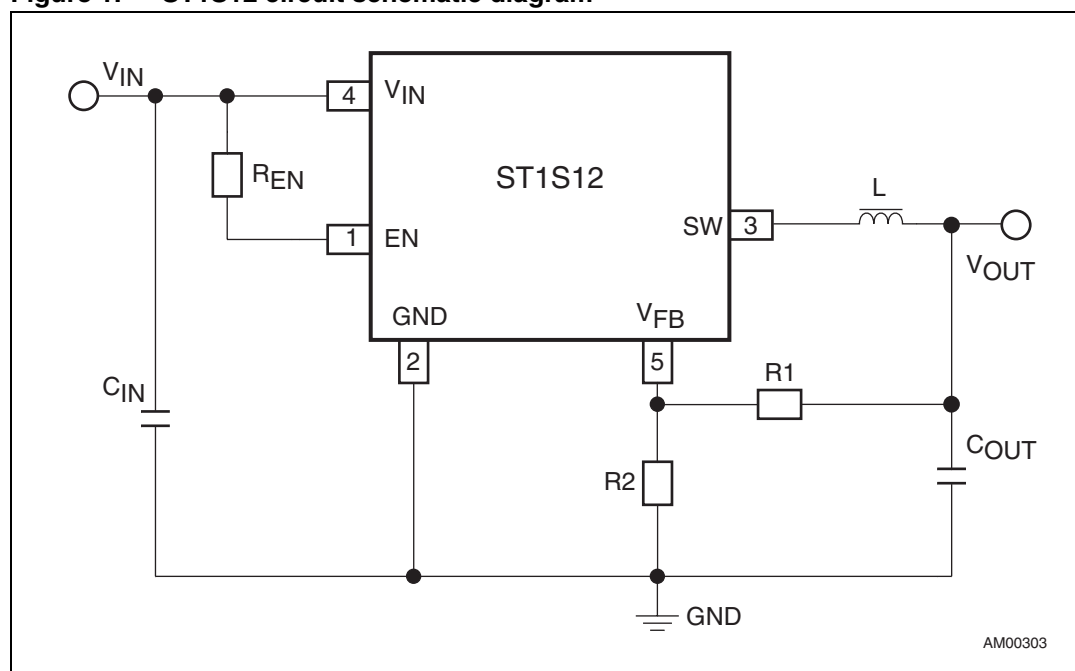 VIN
4
VIN
REN
ST1S12
L
1
EN
SW
3
VOUT
GND
VFB
2
5
R1
CIN
COUT
R2
GND
AM00303